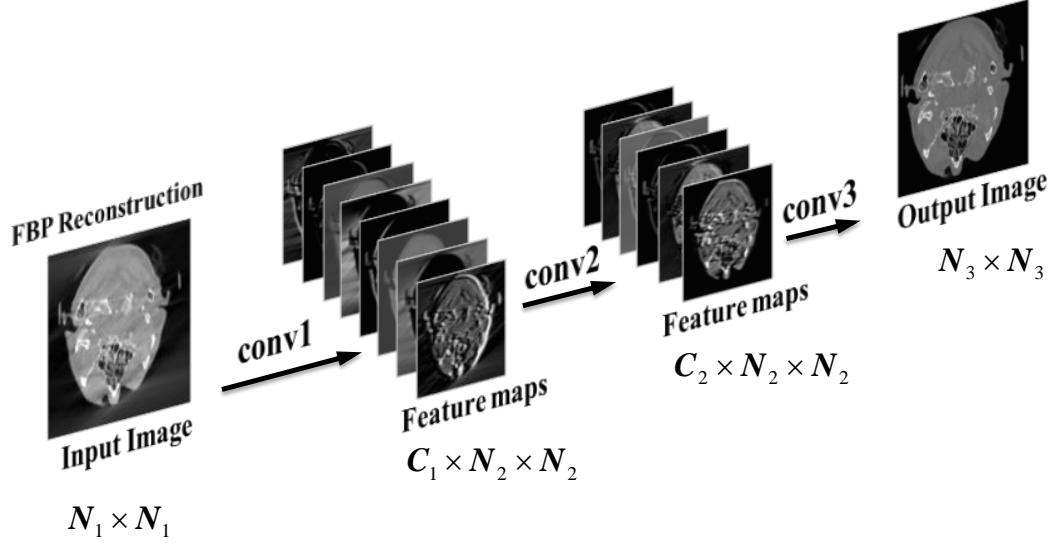 FBP Reconstruction
Input Image
N₁ × N₁
conv1
Feature maps
C₁ × N₂ × N₂
conv2
Feature maps
C₂ × N₂ × N₂
conv3
Output Image
N₃ × N₃